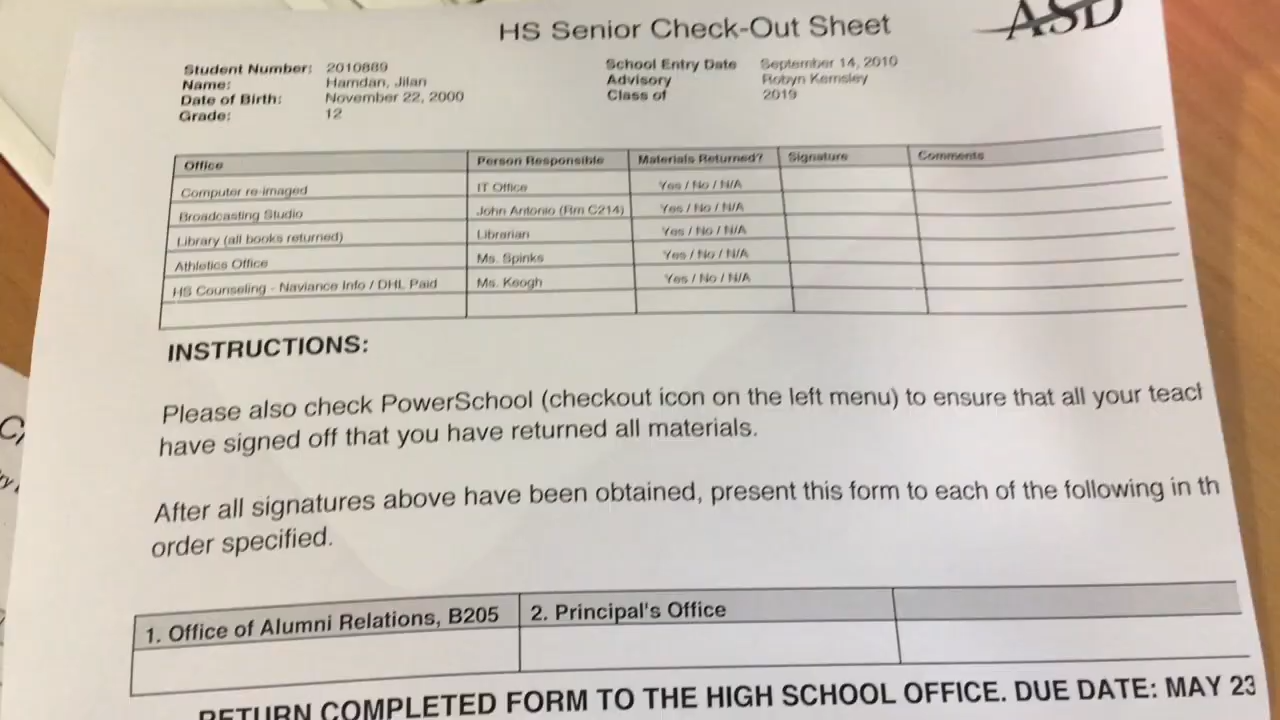 HS Senior Check-Out Sheet
ASD
Student Number: 2010889
Name: Hamdan, Jilan
Date of Birth: November 22, 2000
Grade: 12
School Entry Date September 14, 2010
Advisory Robyn Kemsley
Class of 2019
Office Person Responsible Materials Returned? Signature Comments
Computer re-imaged IT Office Yes / No / N/A
Broadcasting Studio John Antonio (Rm C214) Yes / No / N/A
Library (all books returned) Librarian Yes / No / N/A
Athletics Office Ms. Spinks Yes / No / N/A
HS Counseling - Naviance Info / DHL Paid Ms. Keogh Yes / No / N/A
INSTRUCTIONS:
Please also check PowerSchool (checkout icon on the left menu) to ensure that all your teach
have signed off that you have returned all materials.
After all signatures above have been obtained, present this form to each of the following in th
order specified.
1. Office of Alumni Relations, B205 2. Principal's Office
RETURN COMPLETED FORM TO THE HIGH SCHOOL OFFICE. DUE DATE: MAY 23